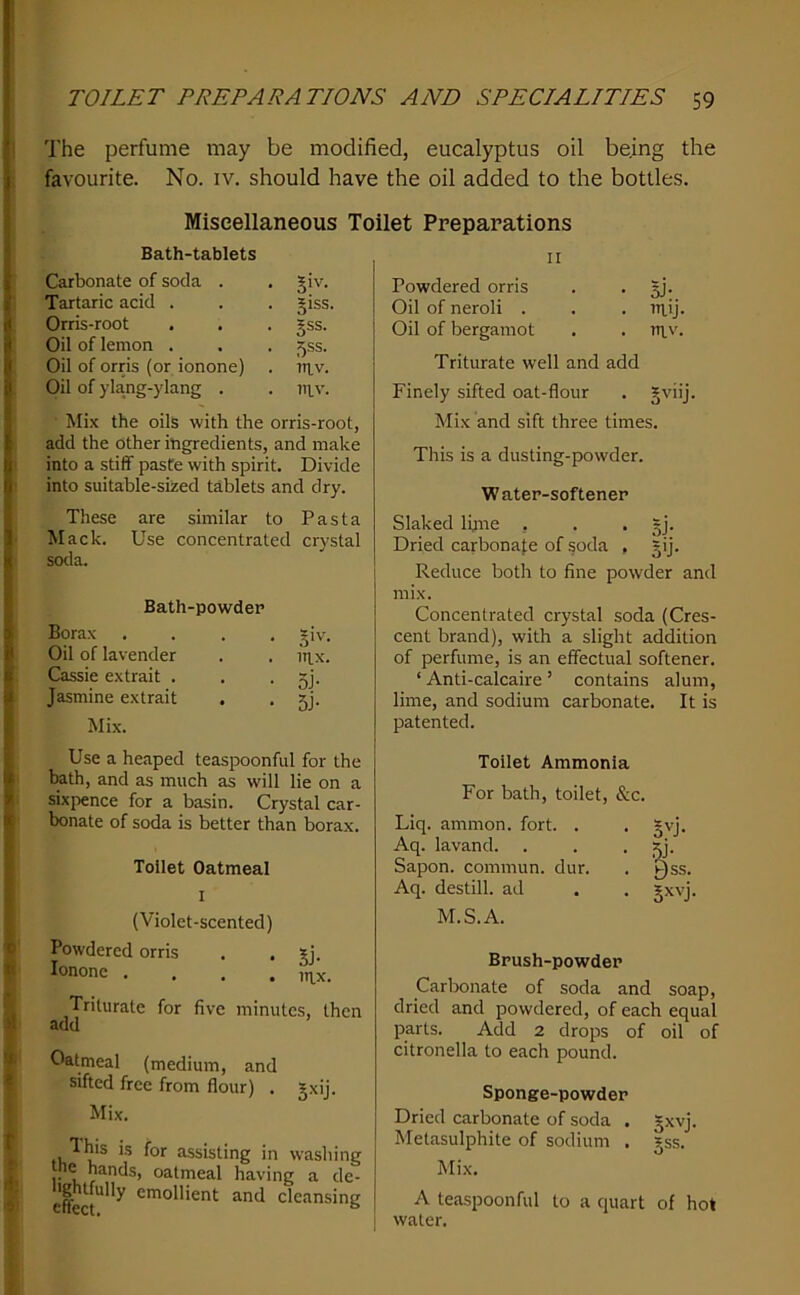 TOILET PREPARATIONS AND SPECIALITIES 59
The perfume may be modified, eucalyptus oil being the
favourite. No. IV. should have the oil added to the bottles.
Miscellaneous Toilet Preparations
Bath-tablets
Carbonate of soda . . ℥iv.
Tartaric acid . . . ℥iss.
Orris-root . . . ℥ss.
Oil of lemon . . . ʒss.
Oil of orris (or ionone) . ♏v.
Oil of ylang-ylang . . ♏v.
Mix the oils with the orris-root,
add the other ingredients, and make
into a stiff paste with spirit. Divide
into suitable-sized tablets and dry.
These are similar to Pasta
Mack. Use concentrated crystal
soda.
Bath-powder
Borax . . . . ℥iv.
Oil of lavender . . ♏x.
Cassie extrait . . . ʒj.
Jasmine extrait . . ʒj.
Mix.
Use a heaped teaspoonful for the
bath, and as much as will lie on a
sixpence for a basin. Crystal car-
bonate of soda is better than borax.
Toilet Oatmeal
I
(Violet-scented)
Powdered orris . . ℥j.
Ionone . . . . ♏x.
Triturate for five minutes, then
add
Oatmeal (medium, and
sifted free from flour) . ℥xij.
Mix.
This is for assisting in washing
the hands, oatmeal having a de-
lightfully emollient and cleansing
effect.
II
Powdered orris . . ℥j.
Oil of neroli . . . ♏ij.
Oil of bergamot . . ♏v.
Triturate well and add
Finely sifted oat-flour . ℥viij.
Mix and sift three times.
This is a dusting-powder.
Water-softener
Slaked lime . . . ℥j.
Dried carbonate of soda . ℥ij.
Reduce both to fine powder and
mix.
Concentrated crystal soda (Cres-
cent brand), with a slight addition
of perfume, is an effectual softener.
‘Anti-calcaire’ contains alum,
lime, and sodium carbonate. It is
patented.
Toilet Ammonia
For bath, toilet, &c.
Liq. ammon. fort. . . ℥vj.
Aq. lavand. . . . ʒj.
Sapon. commun. dur. . ℈ss.
Aq. destill. ad . . ℥xvj.
M.S.A.
Brush-powder
Carbonate of soda and soap,
dried and powdered, of each equal
parts. Add 2 drops of oil of
citronella to each pound.
Sponge-powder
Dried carbonate of soda . ℥xvj.
Metasulphite of sodium . ℥ss.
Mix.
A teaspoonful to a quart of hot
water.